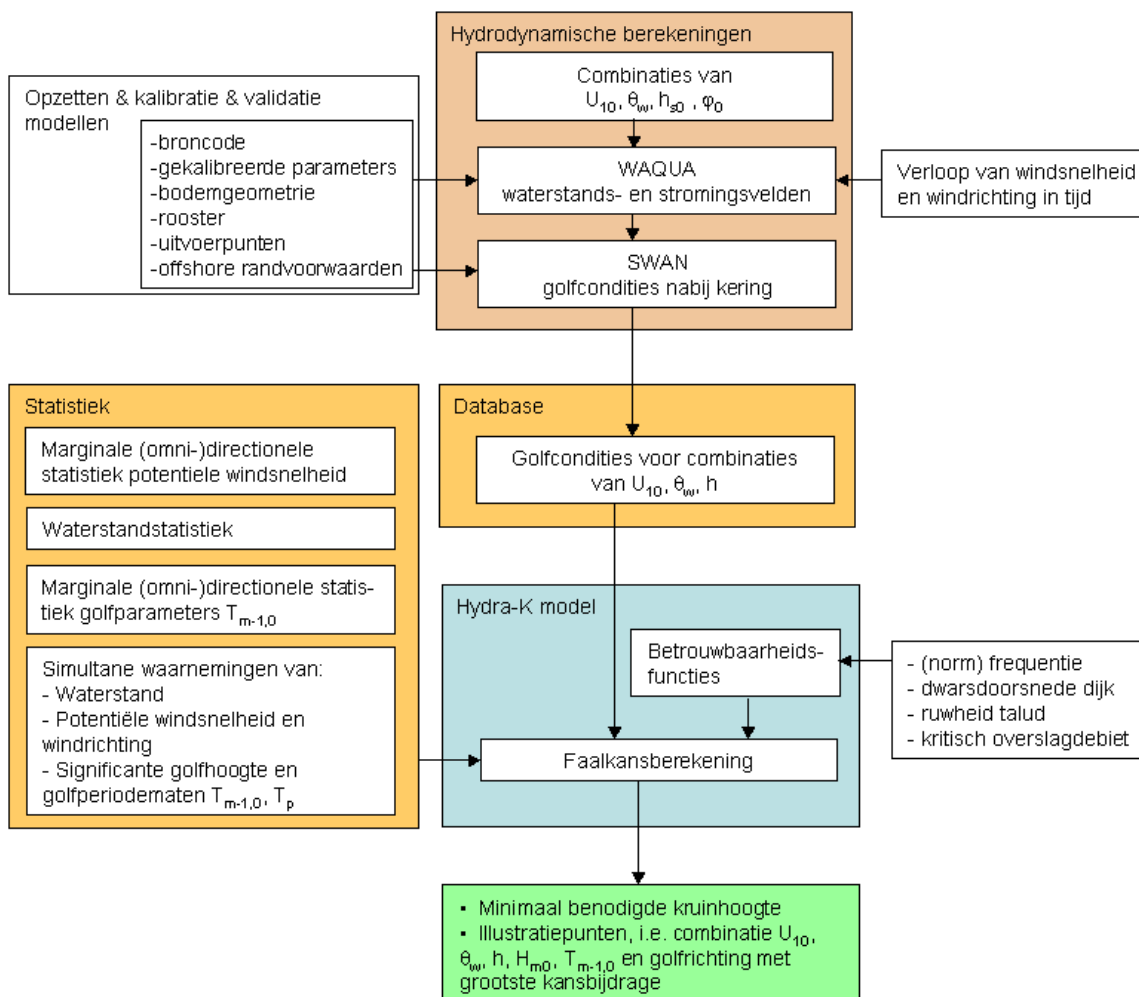 Hydrodynamische berekeningen
Combinaties van
U10, θw, hs0 , φ0
Opzetten & kalibratie & validatie
modellen
-broncode
-gekalibreerde parameters
-bodemgeometrie
-rooster
-uitvoerpunten
-offshore randvoorwaarden
WAQUA
waterstands- en stromingsvelden
Verloop van windsnelheid
en windrichting in tijd
SWAN
golfcondities nabij kering
Statistiek
Marginale (omni-)directionele
statistiek potentiele windsnelheid
Waterstandstatistiek
Marginale (omni-)directionele statis-
tiek golfparameters Tm-1,0
Simultane waarnemingen van:
- Waterstand
- Potentiële windsnelheid en
windrichting
- Significante golfhoogte en
golfperiodematen Tm-1,0, Tp
Database
Golfcondities voor combinaties
van U10, θw, h
Hydra-K model
Betrouwbaarheids-
functies
- (norm) frequentie
- dwarsdoorsnede dijk
- ruwheid talud
- kritisch overslagdebiet
Faalkansberekening
▪ Minimaal benodigde kruinhoogte
▪ Illustratiepunten, i.e. combinatie U10,
θw, h, Hm0, Tm-1,0 en golfrichting met
grootste kansbijdrage